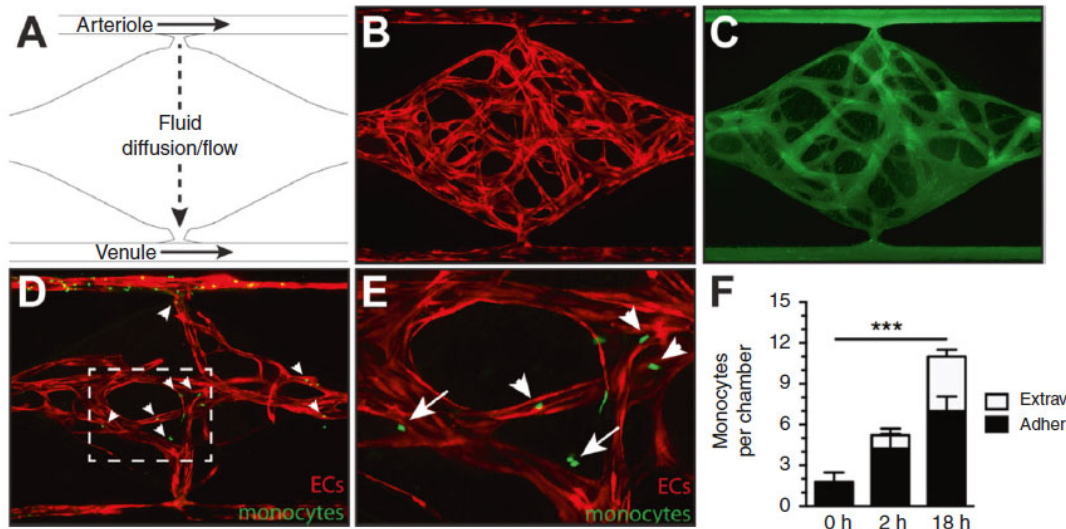 A
Arteriole
Fluid
diffusion/flow
Venule
B
C
D
ECs
monocytes
E
ECs
monocytes
F
Monocytes
per chamber
15
12
9
6
3
0
***
0 h 2 h 18 h
Extrav
Adher